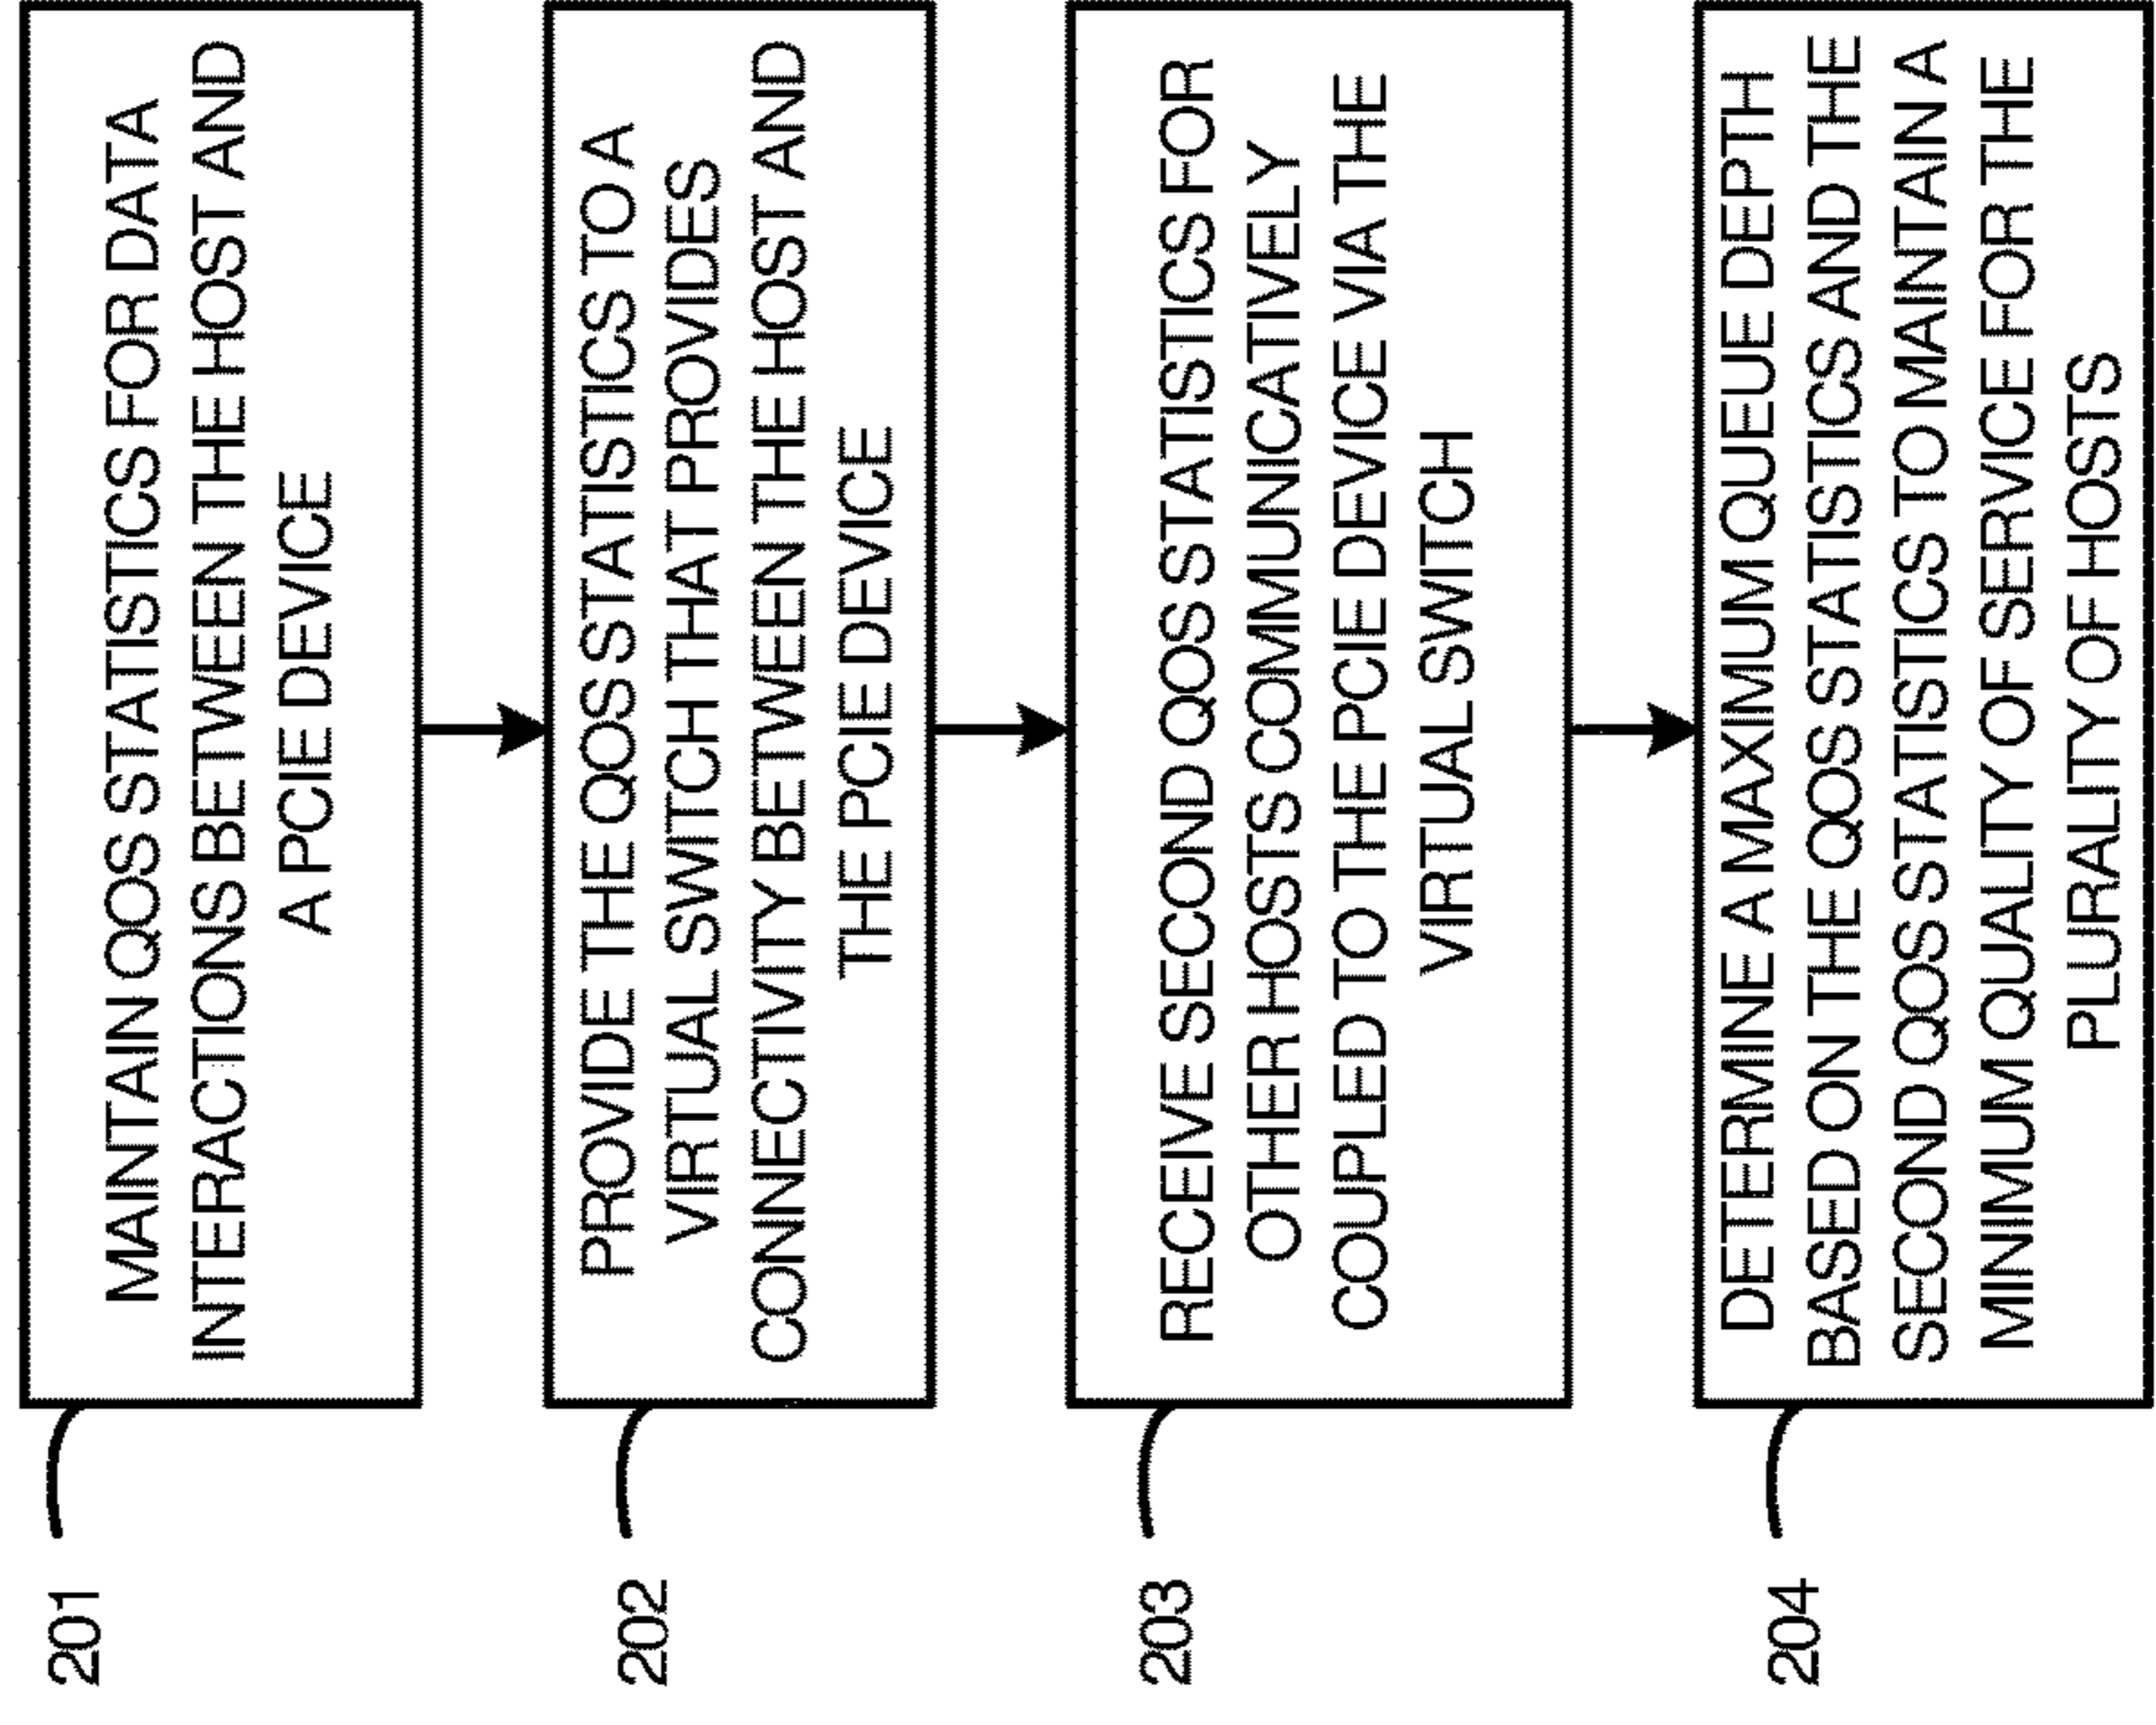 201
MAINTAIN QOS STATISTICS FOR DATA
INTERACTIONS BETWEEN THE HOST AND
A PCIE DEVICE
202
PROVIDE THE QOS STATISTICS TO A
VIRTUAL SWITCH THAT PROVIDES
CONNECTIVITY BETWEEN THE HOST AND
THE PCIE DEVICE
203
RECEIVE SECOND QOS STATISTICS FOR
OTHER HOSTS COMMUNICATIVELY
COUPLED TO THE PCIE DEVICE VIA THE
VIRTUAL SWITCH
204
DETERMINE A MAXIMUM QUEUE DEPTH
BASED ON THE QOS STATISTICS AND THE
SECOND QOS STATISTICS TO MAINTAIN A
MINIMUM QUALITY OF SERVICE FOR THE
PLURALITY OF HOSTS